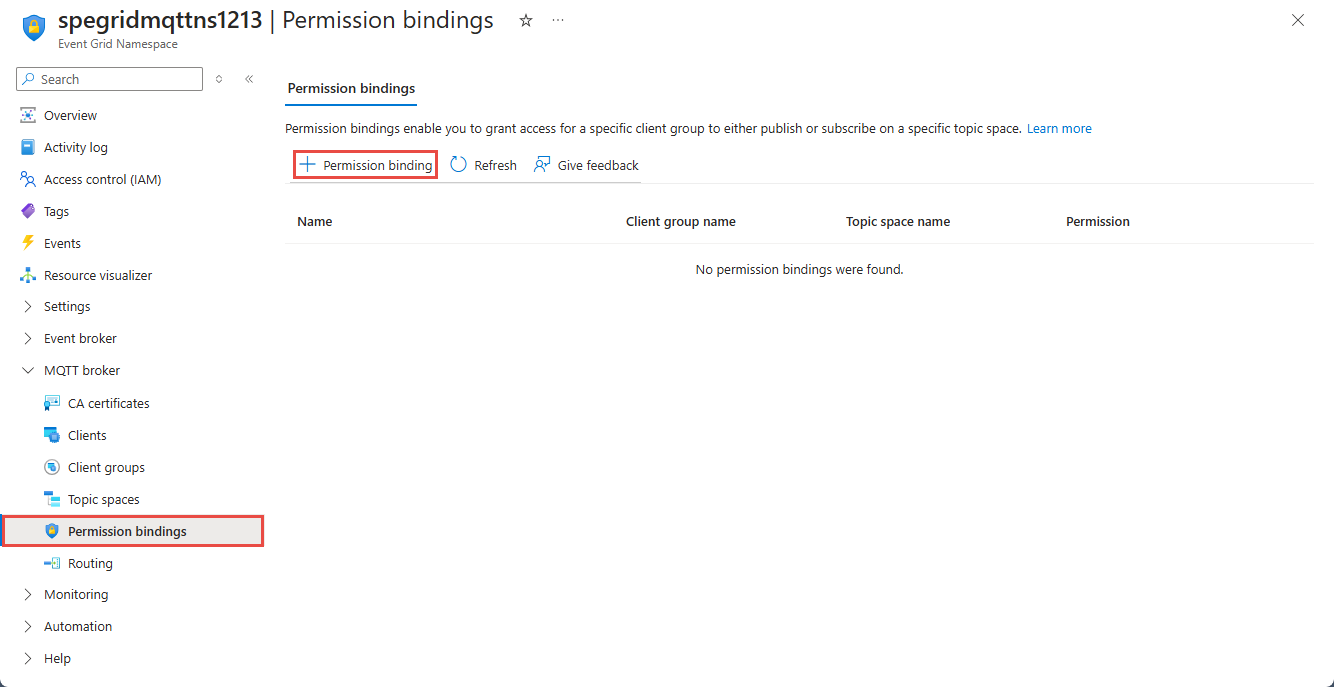 spegridmqttns1213 | Permission bindings
Event Grid Namespace
Search
Overview
Activity log
Access control (IAM)
Tags
Events
Resource visualizer
Settings
Event broker
MQTT broker
CA certificates
Clients
Client groups
Topic spaces
Permission bindings
Routing
Monitoring
Automation
Help
Permission bindings
Permission bindings enable you to grant access for a specific client group to either publish or subscribe on a specific topic space. Learn more
Permission binding Refresh Give feedback
Name Client group name Topic space name Permission
No permission bindings were found.